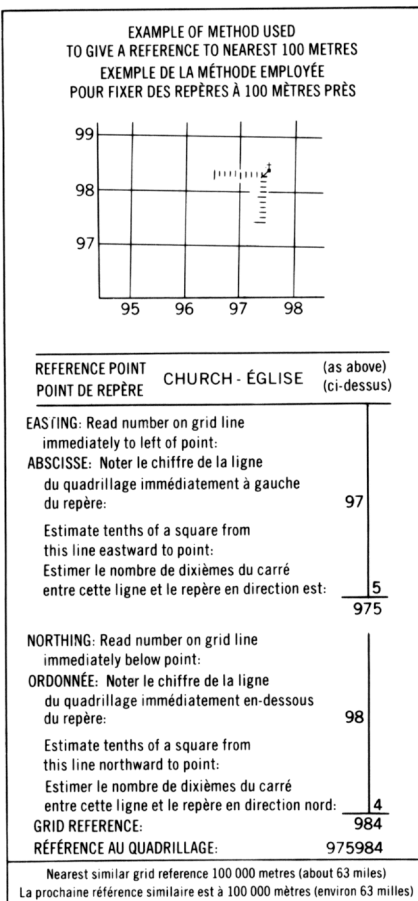 EXAMPLE OF METHOD USED
TO GIVE A REFERENCE TO NEAREST 100 METRES
EXEMPLE DE LA MÉTHODE EMPLOYÉE
POUR FIXER DES REPÈRES À 100 MÈTRES PRÈS
99
98
97
95 96 97 98
REFERENCE POINT
POINT DE REPÈRE
CHURCH - ÉGLISE
(as above)
(ci-dessus)
EASTING: Read number on grid line
immediately to left of point:
ABSCISSE: Noter le chiffre de la ligne
du quadrillage immédiatement à gauche
du repère: 97
Estimate tenths of a square from
this line eastward to point:
Estimer le nombre de dixièmes du carré
entre cette ligne et le repère en direction est: 5
975
NORTHING: Read number on grid line
immediately below point:
ORDONNÉE: Noter le chiffre de la ligne
du quadrillage immédiatement en-dessous
du repère: 98
Estimate tenths of a square from
this line northward to point:
Estimer le nombre de dixièmes du carré
entre cette ligne et le repère en direction nord: 4
GRID REFERENCE: 984
RÉFÉRENCE AU QUADRILLAGE: 975984
Nearest similar grid reference 100 000 metres (about 63 miles)
La prochaine référence similaire est à 100 000 mètres (environ 63 milles)